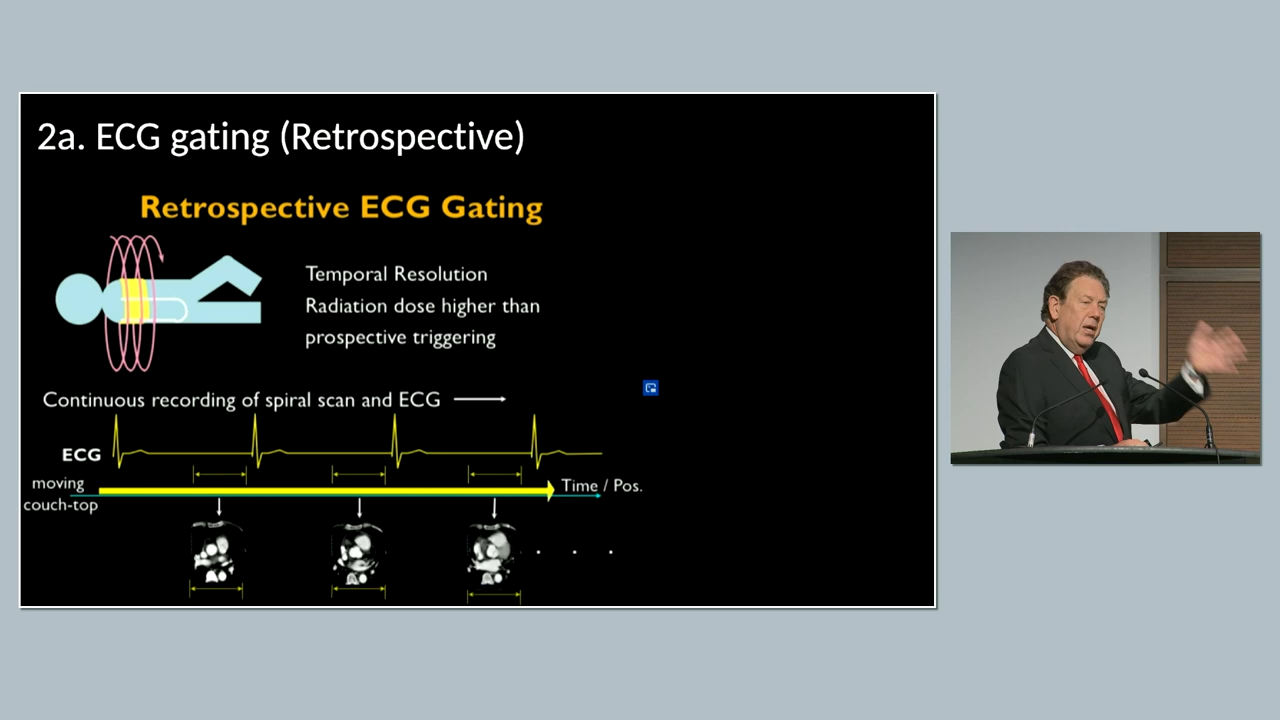 2a. ECG gating (Retrospective)
Retrospective ECG Gating
Temporal Resolution
Radiation dose higher than
prospective triggering
Continuous recording of spiral scan and ECG
ECG
moving
couch-top
Time / Pos.